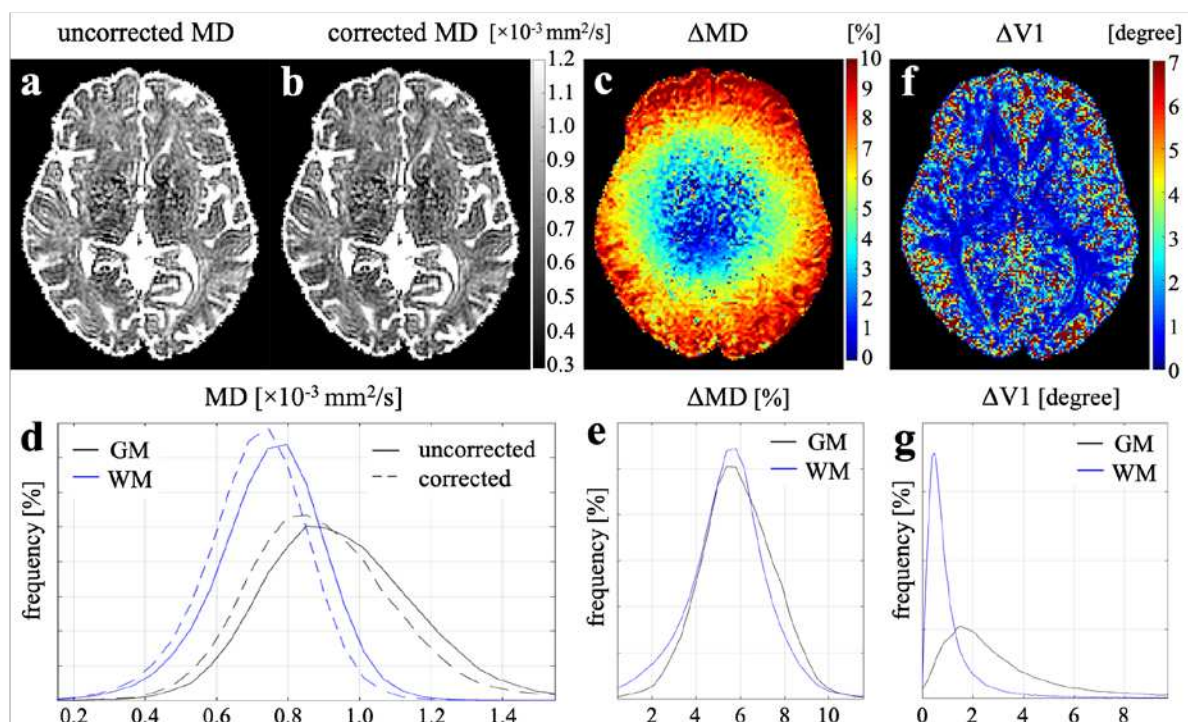 uncorrected MD corrected MD [×10⁻³ mm²/s] ΔMD [%] ΔV1 [degree]
a b c f
1.2
1.1
1.0
0.9
0.8
0.7
0.6
0.5
0.4
0.3
10
9
8
7
6
5
4
3
2
1
0
7
6
5
4
3
2
1
0
MD [×10⁻³ mm²/s]
d
GM
WM
uncorrected
corrected
frequency [%]
0.2 0.4 0.6 0.8 1.0 1.2 1.4
ΔMD [%]
e
GM
WM
frequency [%]
2 4 6 8 10
ΔV1 [degree]
g
GM
WM
frequency [%]
0 2 4 6 8